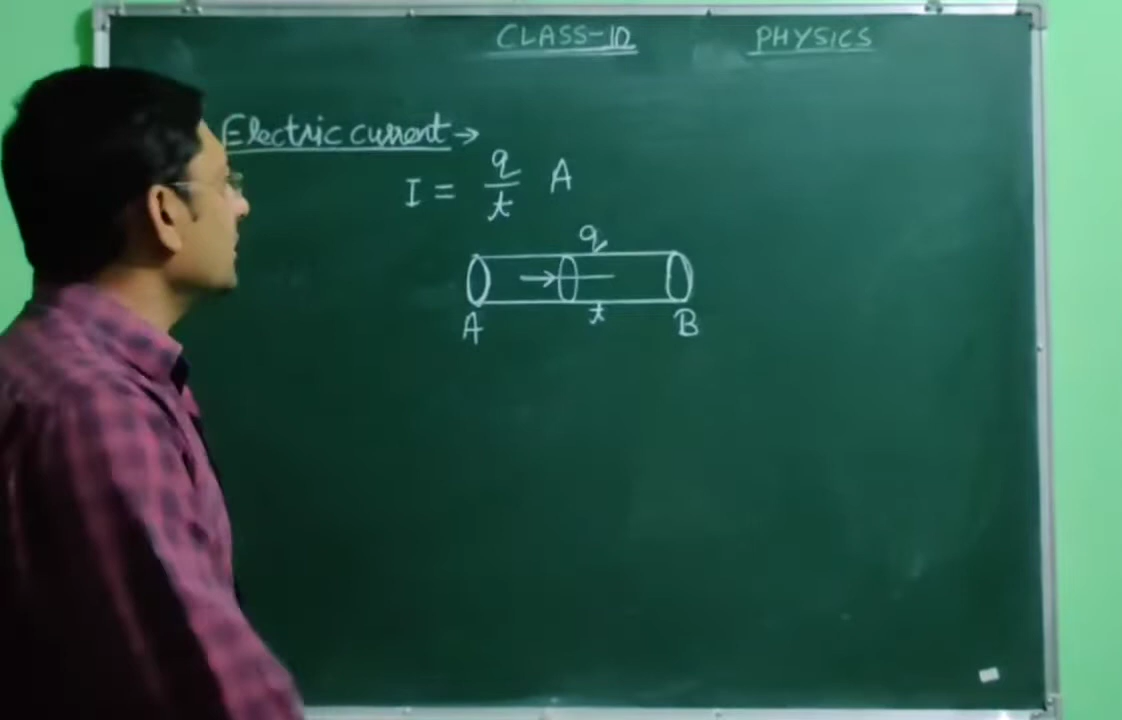 CLASS-10 PHYSICS
Electric current →
I = q/t A
q
t
A B